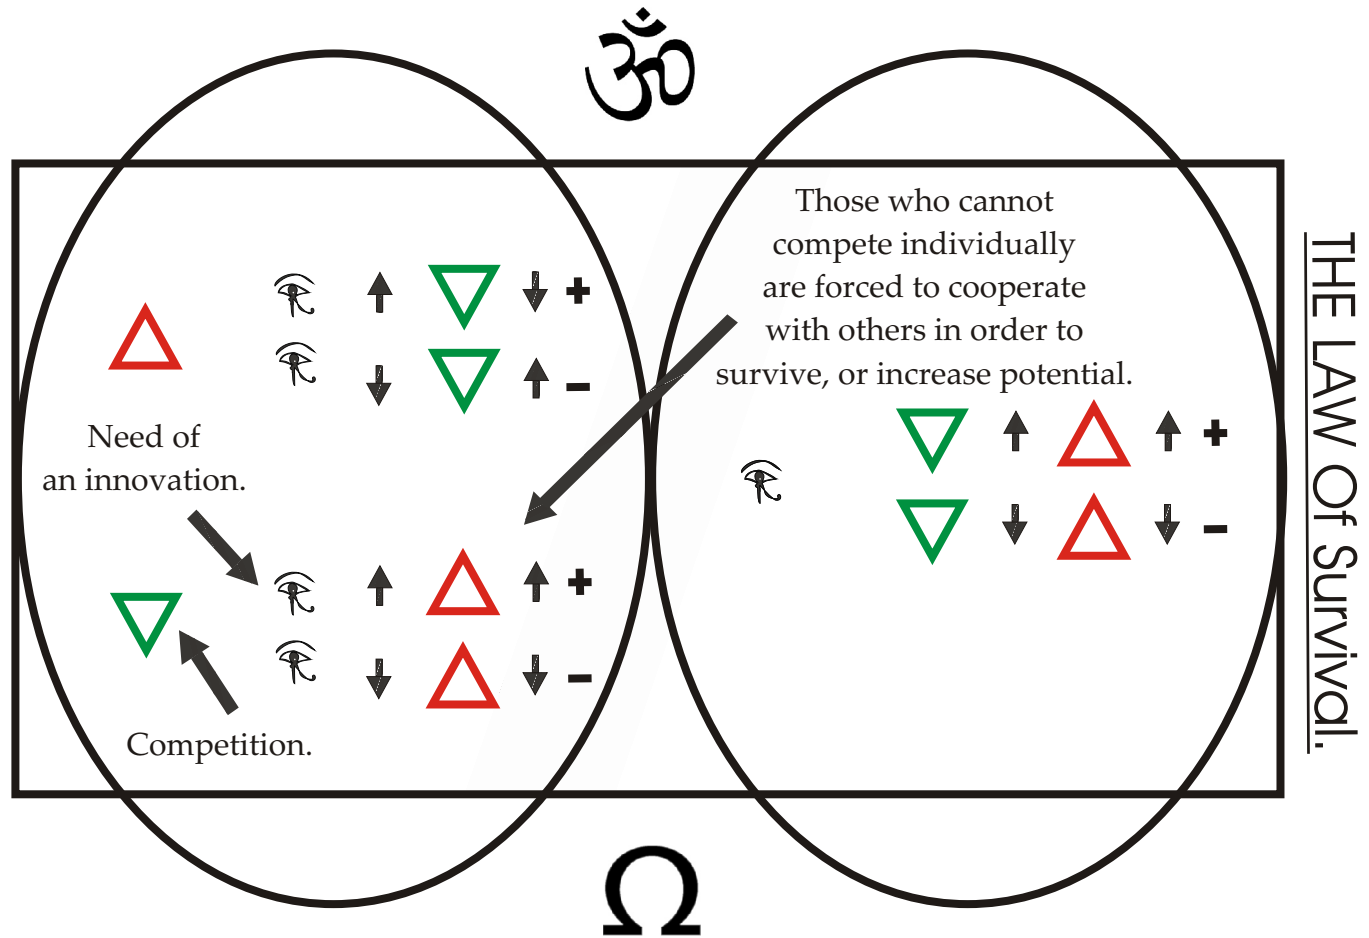 ॐ
Those who cannot
compete individually
are forced to cooperate
with others in order to
survive, or increase potential.
+
−
Need of
an innovation.
+
−
+
−
Competition.
Ω
THE LAW Of Survival.